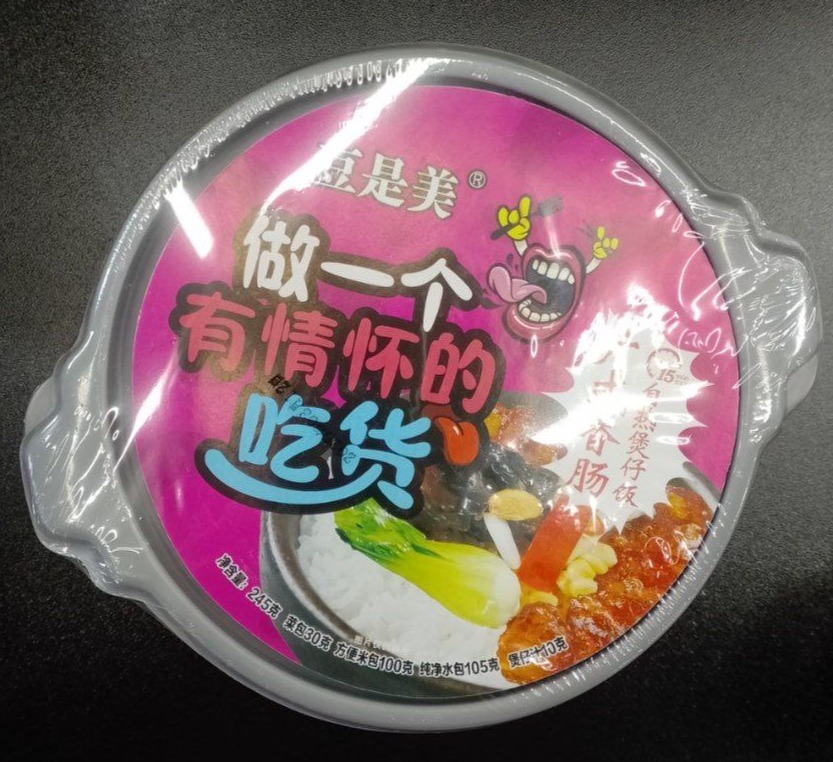 豆是美®
做一个
有情怀的
吃货
香肠
15
自热煲仔饭
净含量: 245克 菜包30克 方便米包100克 纯净水包105克 煲仔汁10克